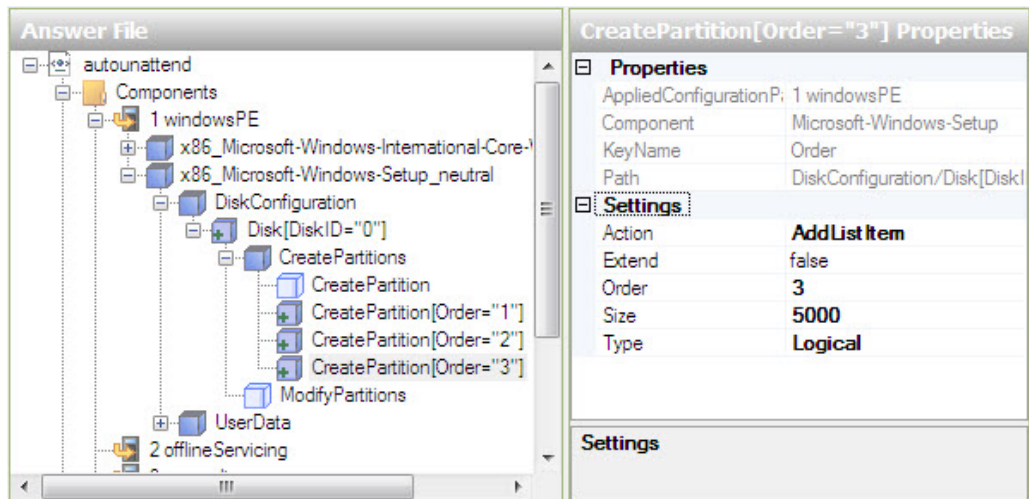 Answer File
autounattend
Components
1 windowsPE
x86_Microsoft-Windows-International-Core-
x86_Microsoft-Windows-Setup_neutral
DiskConfiguration
Disk[DiskID="0"]
CreatePartitions
CreatePartition
CreatePartition[Order="1"]
CreatePartition[Order="2"]
CreatePartition[Order="3"]
ModifyPartitions
UserData
2 offlineServicing
CreatePartition[Order="3"] Properties
Properties
AppliedConfigurationPa 1 windowsPE
Component Microsoft-Windows-Setup
KeyName Order
Path DiskConfiguration/Disk[DiskI
Settings
Action AddListItem
Extend false
Order 3
Size 5000
Type Logical
Settings